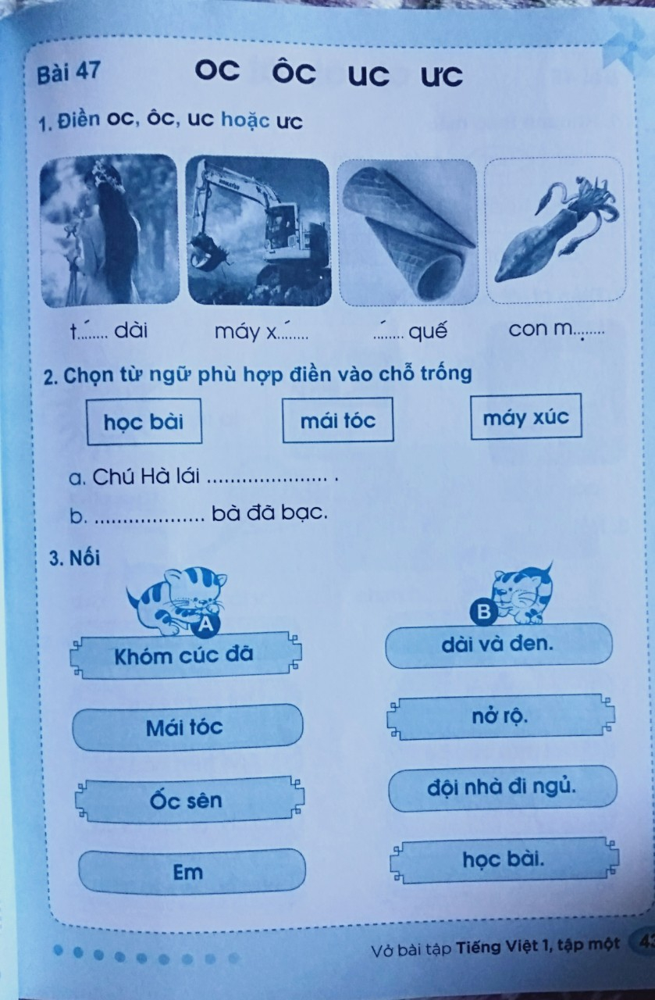 Bài 47 oc ôc uc ưc
1. Điền oc, ôc, uc hoặc ưc
KOMATSU
t.́...... dài máy x.́...... .́...... quế con m.̣......
2. Chọn từ ngữ phù hợp điền vào chỗ trống
học bài mái tóc máy xúc
a. Chú Hà lái ..................... .
b. ................... bà đã bạc.
3. Nối
A B
Khóm cúc đã dài và đen.
Mái tóc nở rộ.
Ốc sên đội nhà đi ngủ.
Em học bài.
Vở bài tập Tiếng Việt 1, tập một 43